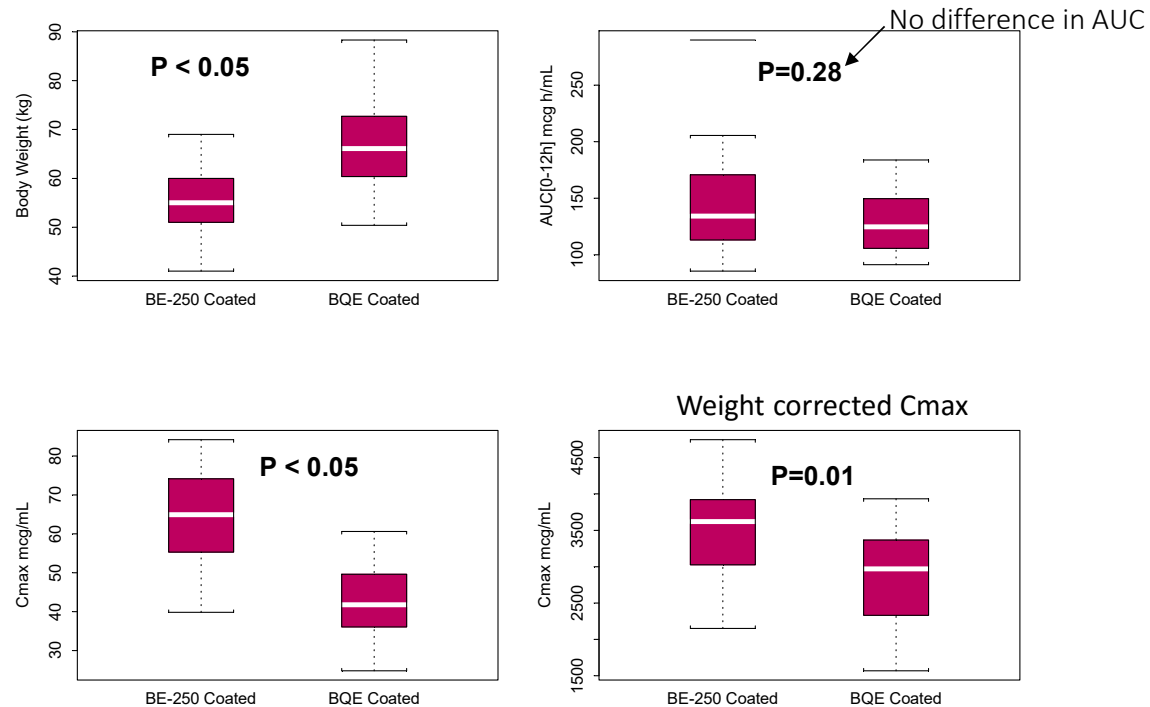 No difference in AUC
Body Weight (kg)
90
80
70
60
50
40
P < 0.05
BE-250 Coated
BQE Coated
AUC[0-12h] mcg h/mL
250
200
150
100
P=0.28
BE-250 Coated
BQE Coated
Cmax mcg/mL
80
70
60
50
40
30
P < 0.05
BE-250 Coated
BQE Coated
Weight corrected Cmax
Cmax mcg/mL
4500
3500
2500
1500
P=0.01
BE-250 Coated
BQE Coated